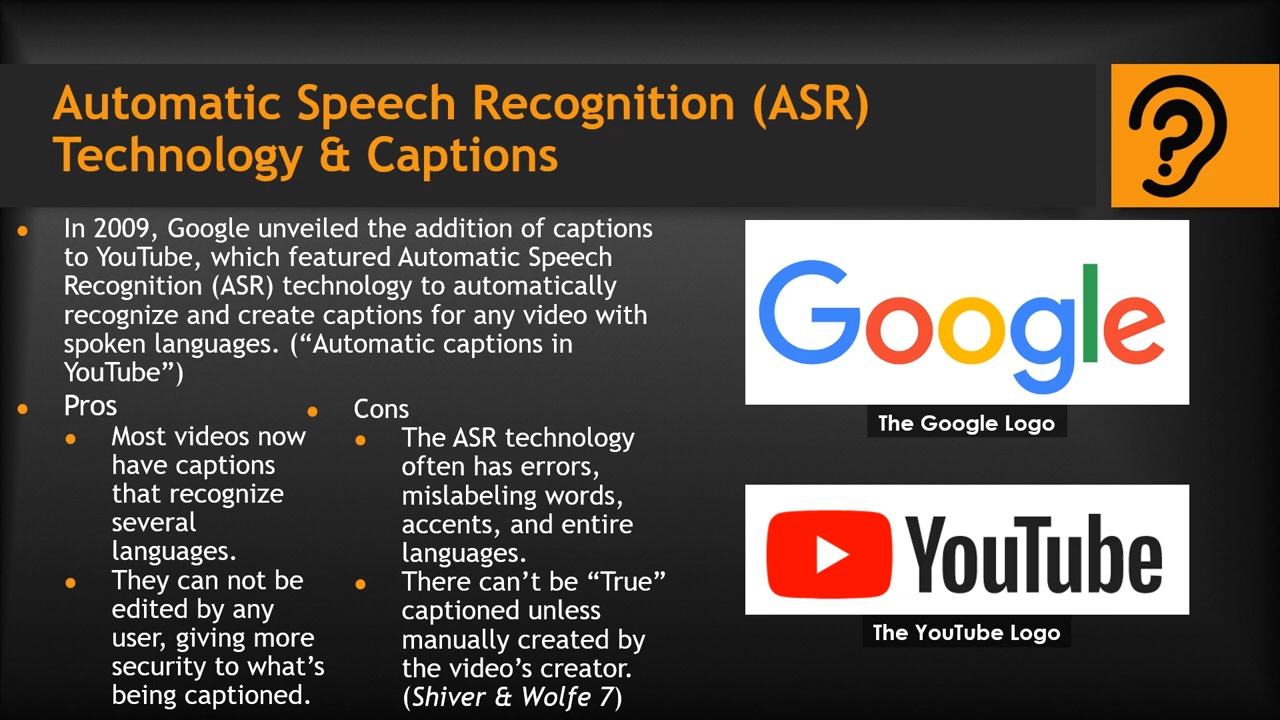 Automatic Speech Recognition (ASR)
Technology & Captions
In 2009, Google unveiled the addition of captions
to YouTube, which featured Automatic Speech
Recognition (ASR) technology to automatically
recognize and create captions for any video with
spoken languages. (“Automatic captions in
YouTube”)
Pros
Most videos now
have captions
that recognize
several
languages.
They can not be
edited by any
user, giving more
security to what’s
being captioned.
Cons
The ASR technology
often has errors,
mislabeling words,
accents, and entire
languages.
There can’t be “True”
captioned unless
manually created by
the video’s creator.
(Shiver & Wolfe 7)
Google
The Google Logo
YouTube
The YouTube Logo